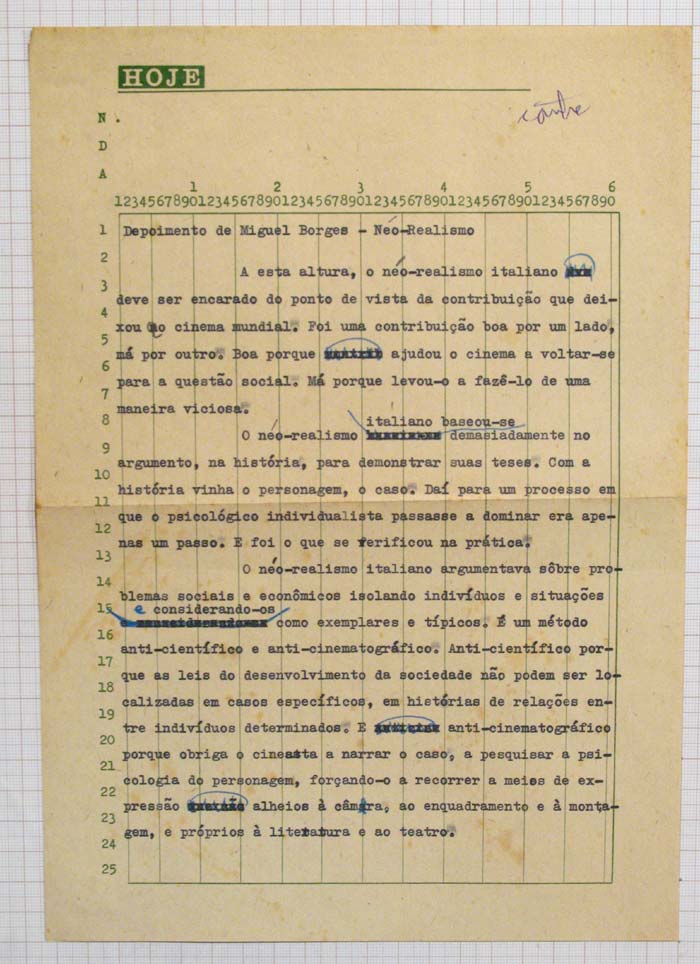 HOJE
N.
D
A
1 2 3 4 5 6
123456789012345678901234567890123456789012345678901234567890
1 Depoimento de Miguel Borges - Néo-Realismo
2 A esta altura, o néo-realismo italiano
3 deve ser encarado do ponto de vista da contribuição que dei-
4 xou ao cinema mundial. Foi uma contribuição boa por um lado,
5 má por outro. Boa porque ajudou o cinema a voltar-se
6 para a questão social. Má porque levou-o a fazê-lo de uma
7 maneira viciosa.
italiano baseou-se
8 O néo-realismo demasiadamente no
9 argumento, na história, para demonstrar suas teses. Com a
10 história vinha o personagem, o caso. Daí para um processo em
11 que o psicológico individualista passasse a dominar era ape-
12 nas um passo. E foi o que se verificou na prática.
13 O néo-realismo italiano argumentava sôbre pro-
14 blemas sociais e econômicos isolando indivíduos e situações
e considerando-os
15 como exemplares e típicos. É um método
16 anti-científico e anti-cinematográfico. Anti-científico por-
17 que as leis do desenvolvimento da sociedade não podem ser lo-
18 calizadas em casos específicos, em histórias de relações en-
19 tre indivíduos determinados. E anti-cinematográfico
20 porque obriga o cineasta a narrar o caso, a pesquisar a psi-
21 cologia do personagem, forçando-o a recorrer a meios de ex-
22 pressão alheios à câmara, ao enquadramento e à monta-
23 gem, e próprios à literatura e ao teatro.
24
25